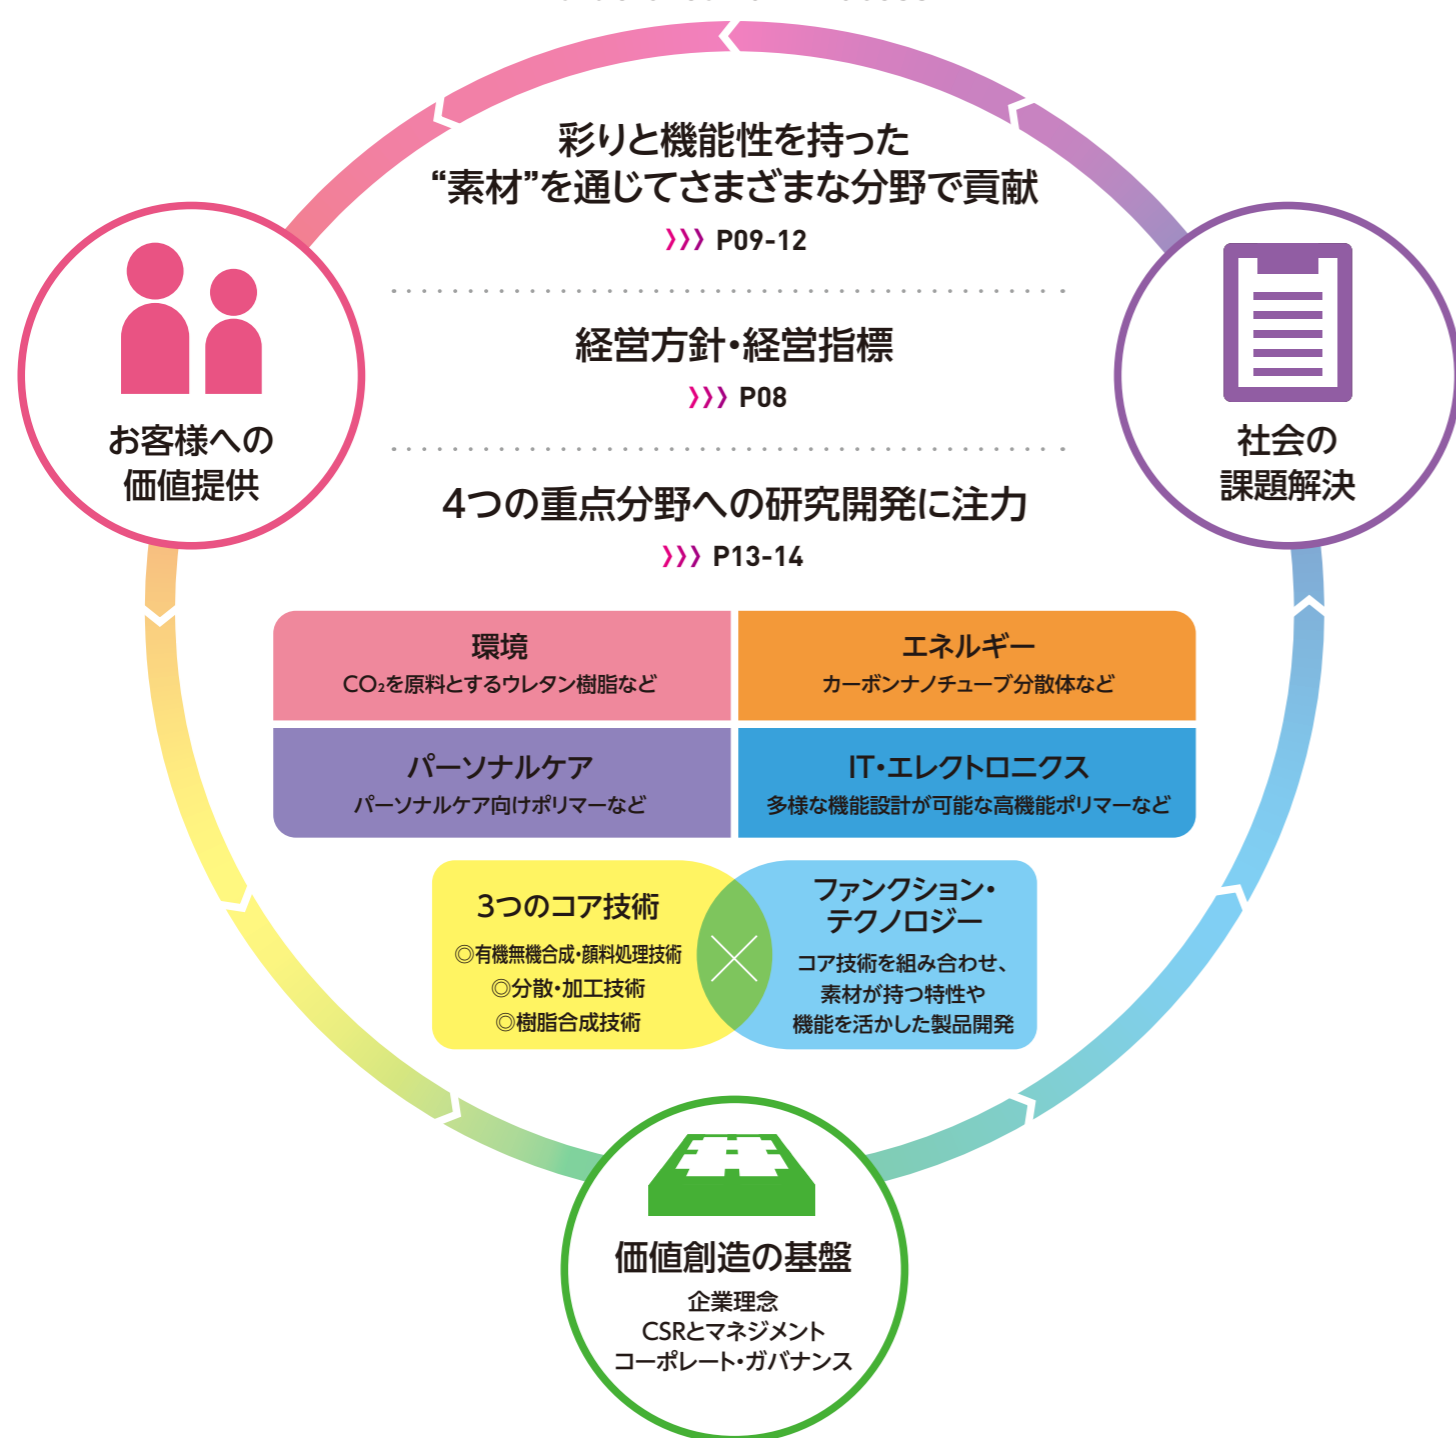 彩りと機能性を持った
“素材”を通じてさまざまな分野で貢献
P09-12
経営方針・経営指標
P08
4つの重点分野への研究開発に注力
P13-14
お客様への
価値提供
社会の
課題解決
環境
CO₂を原料とするウレタン樹脂など
エネルギー
カーボンナノチューブ分散体など
パーソナルケア
パーソナルケア向けポリマーなど
IT・エレクトロニクス
多様な機能設計が可能な高機能ポリマーなど
3つのコア技術
◎有機無機合成・顔料処理技術
◎分散・加工技術
◎樹脂合成技術
ファンクション・
テクノロジー
コア技術を組み合わせ、
素材が持つ特性や
機能を活かした製品開発
価値創造の基盤
企業理念
CSRとマネジメント
コーポレート・ガバナンス